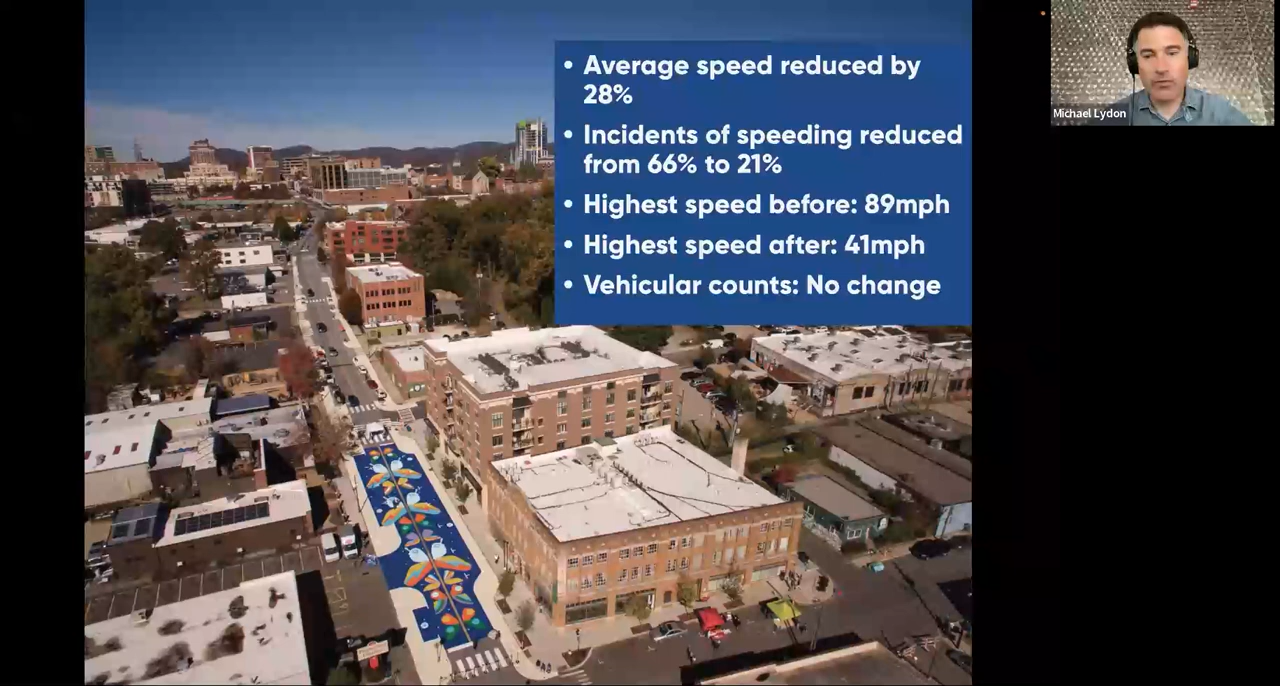 • Average speed reduced by
28%
• Incidents of speeding reduced
from 66% to 21%
• Highest speed before: 89mph
• Highest speed after: 41mph
• Vehicular counts: No change
Michael Lydon